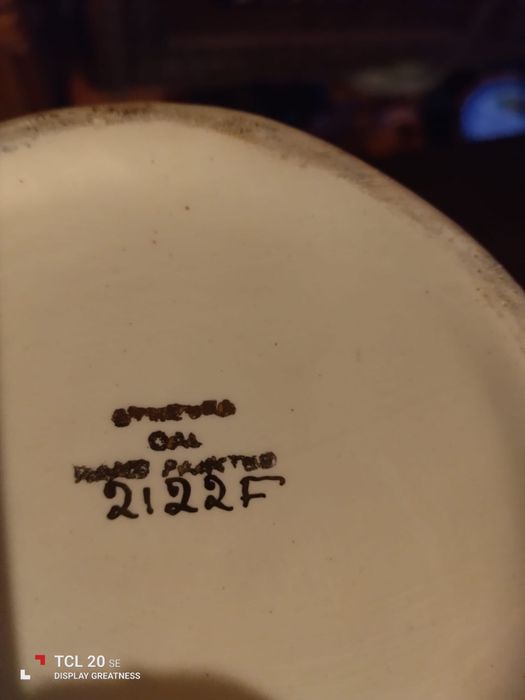 HAND PAINTED
2122F
TCL 20 SE
DISPLAY GREATNESS